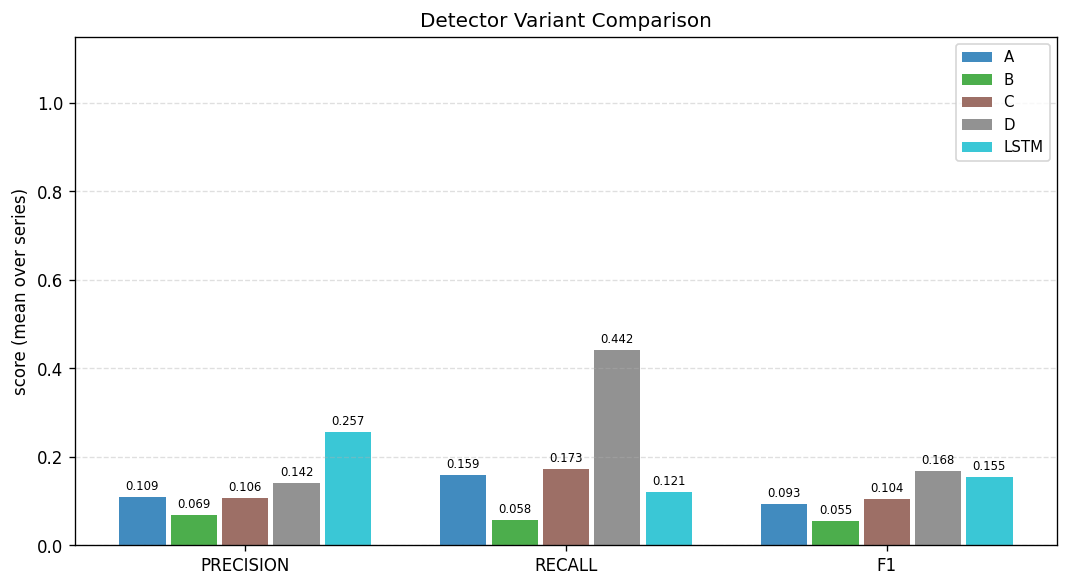 Detector Variant Comparison
score (mean over series)
1.0
0.8
0.6
0.4
0.2
0.0
A
B
C
D
LSTM
0.109
0.069
0.106
0.142
0.257
0.159
0.058
0.173
0.442
0.121
0.093
0.055
0.104
0.168
0.155
PRECISION
RECALL
F1